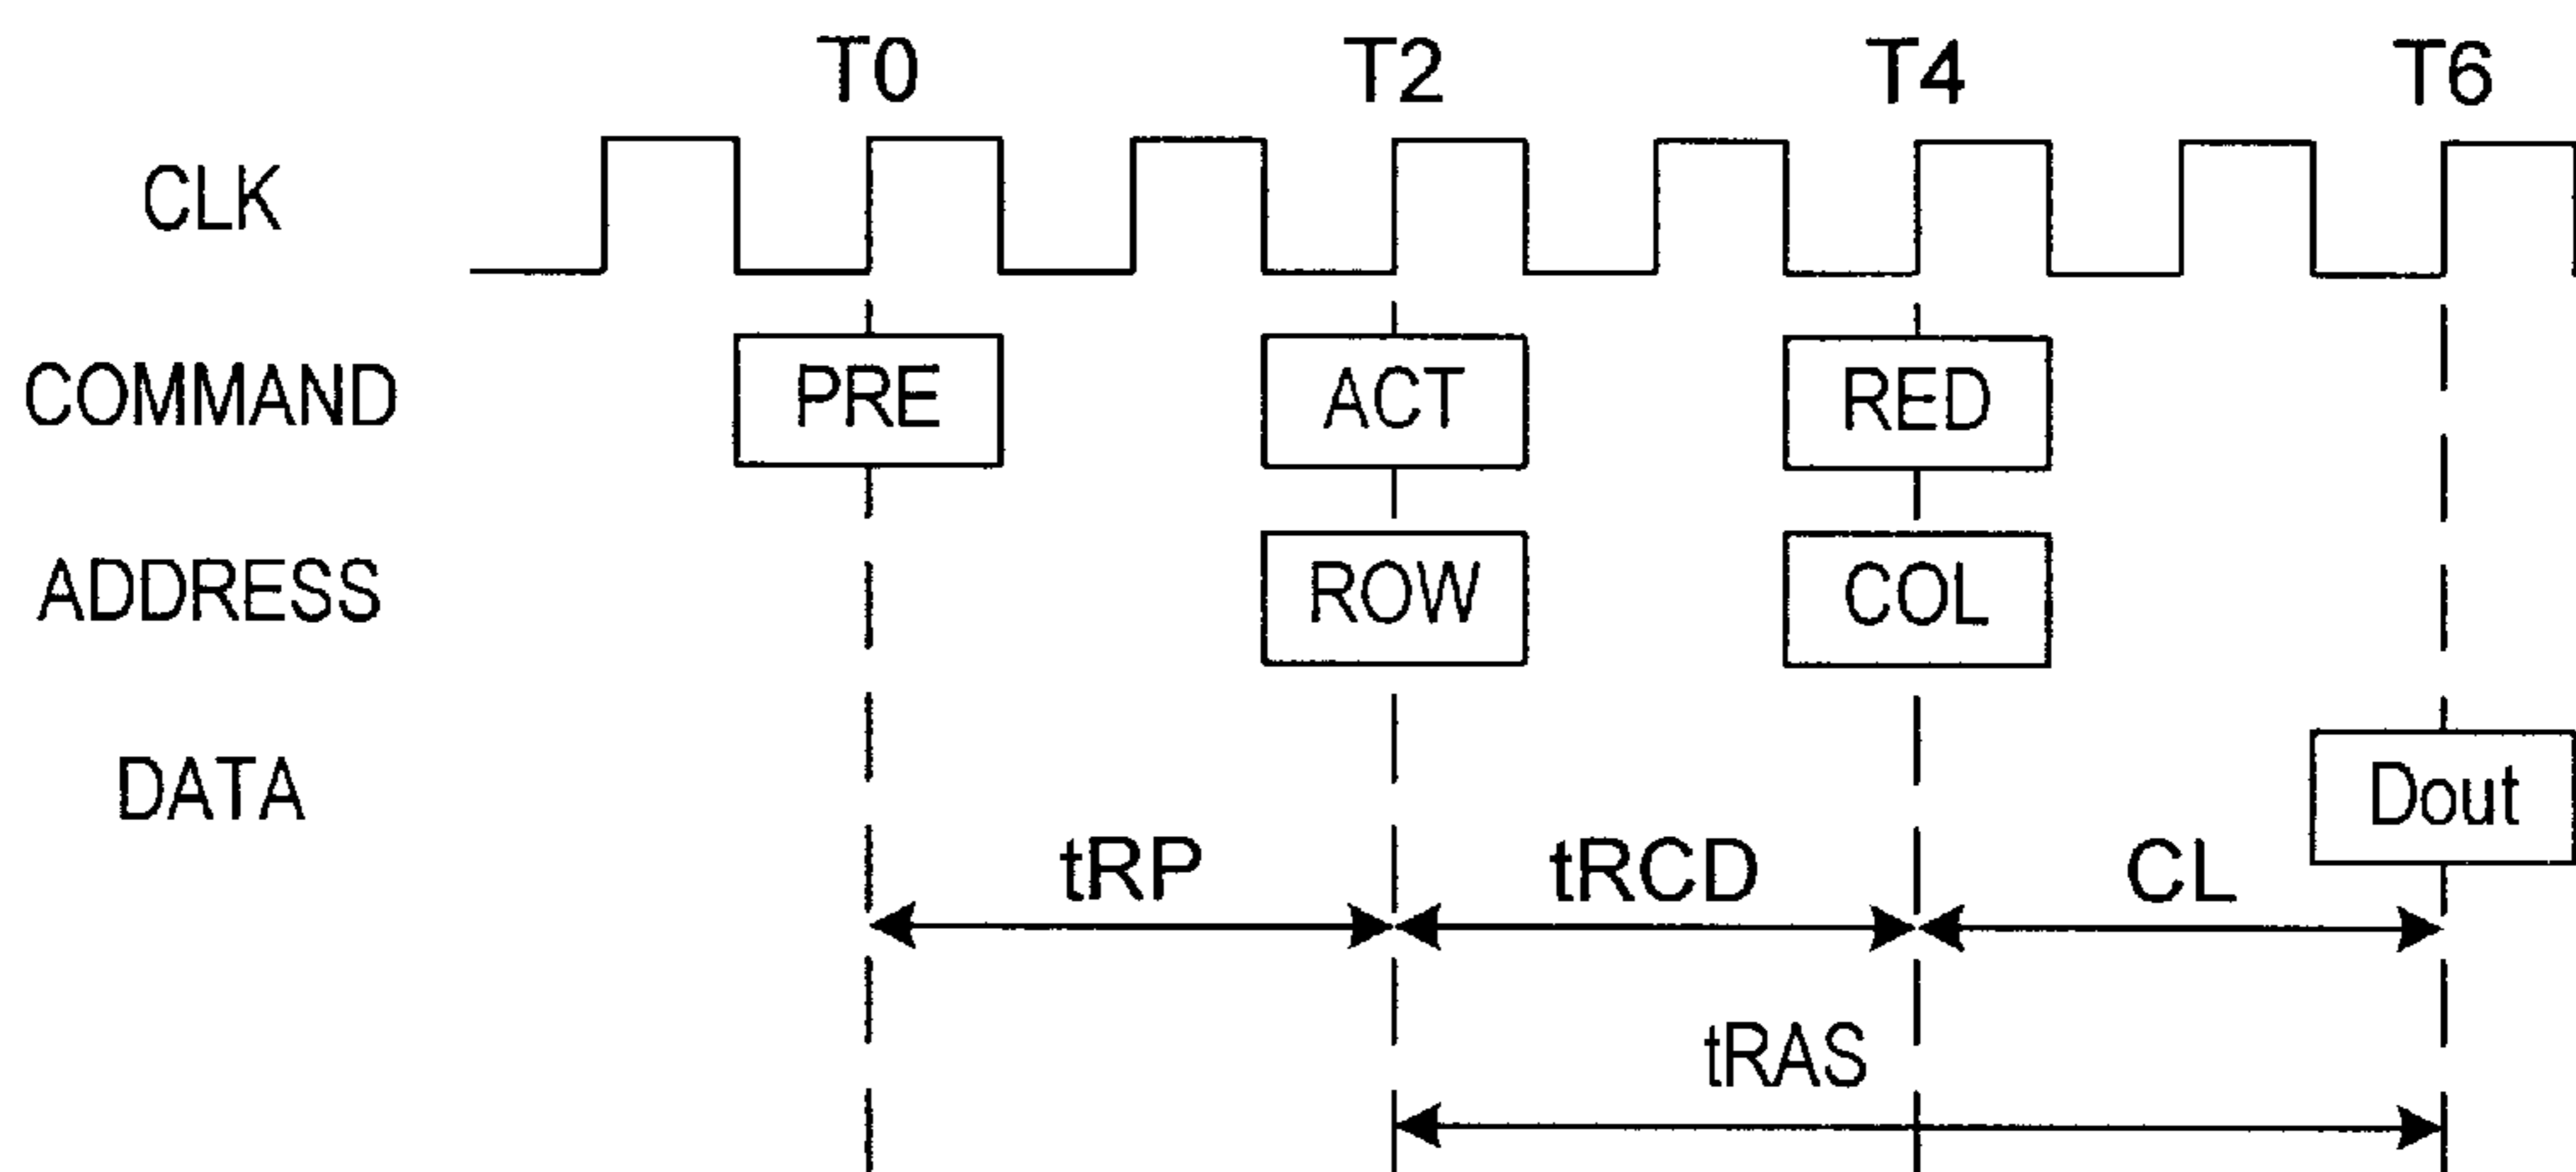 T0 T2 T4 T6
CLK
COMMAND PRE ACT RED
ADDRESS ROW COL
DATA Dout
tRP tRCD CL
tRAS